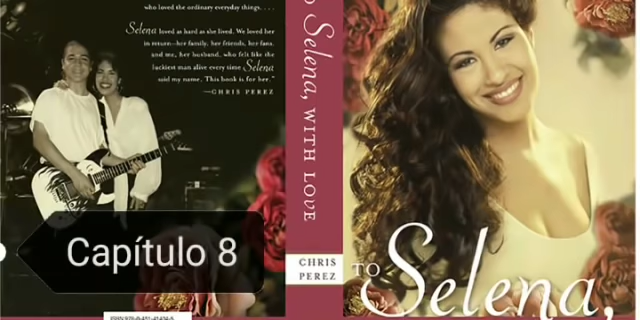 who loved the ordinary everyday things. . . .
Selena loved as hard as she lived. We loved her
in return—her family, her friends, her fans,
and me, her husband, who felt like the
luckiest man alive every time Selena
said my name. This book is for her."
—CHRIS PEREZ
Selena, WITH LOVE
CHRIS
PEREZ
TO Selena,
Capítulo 8